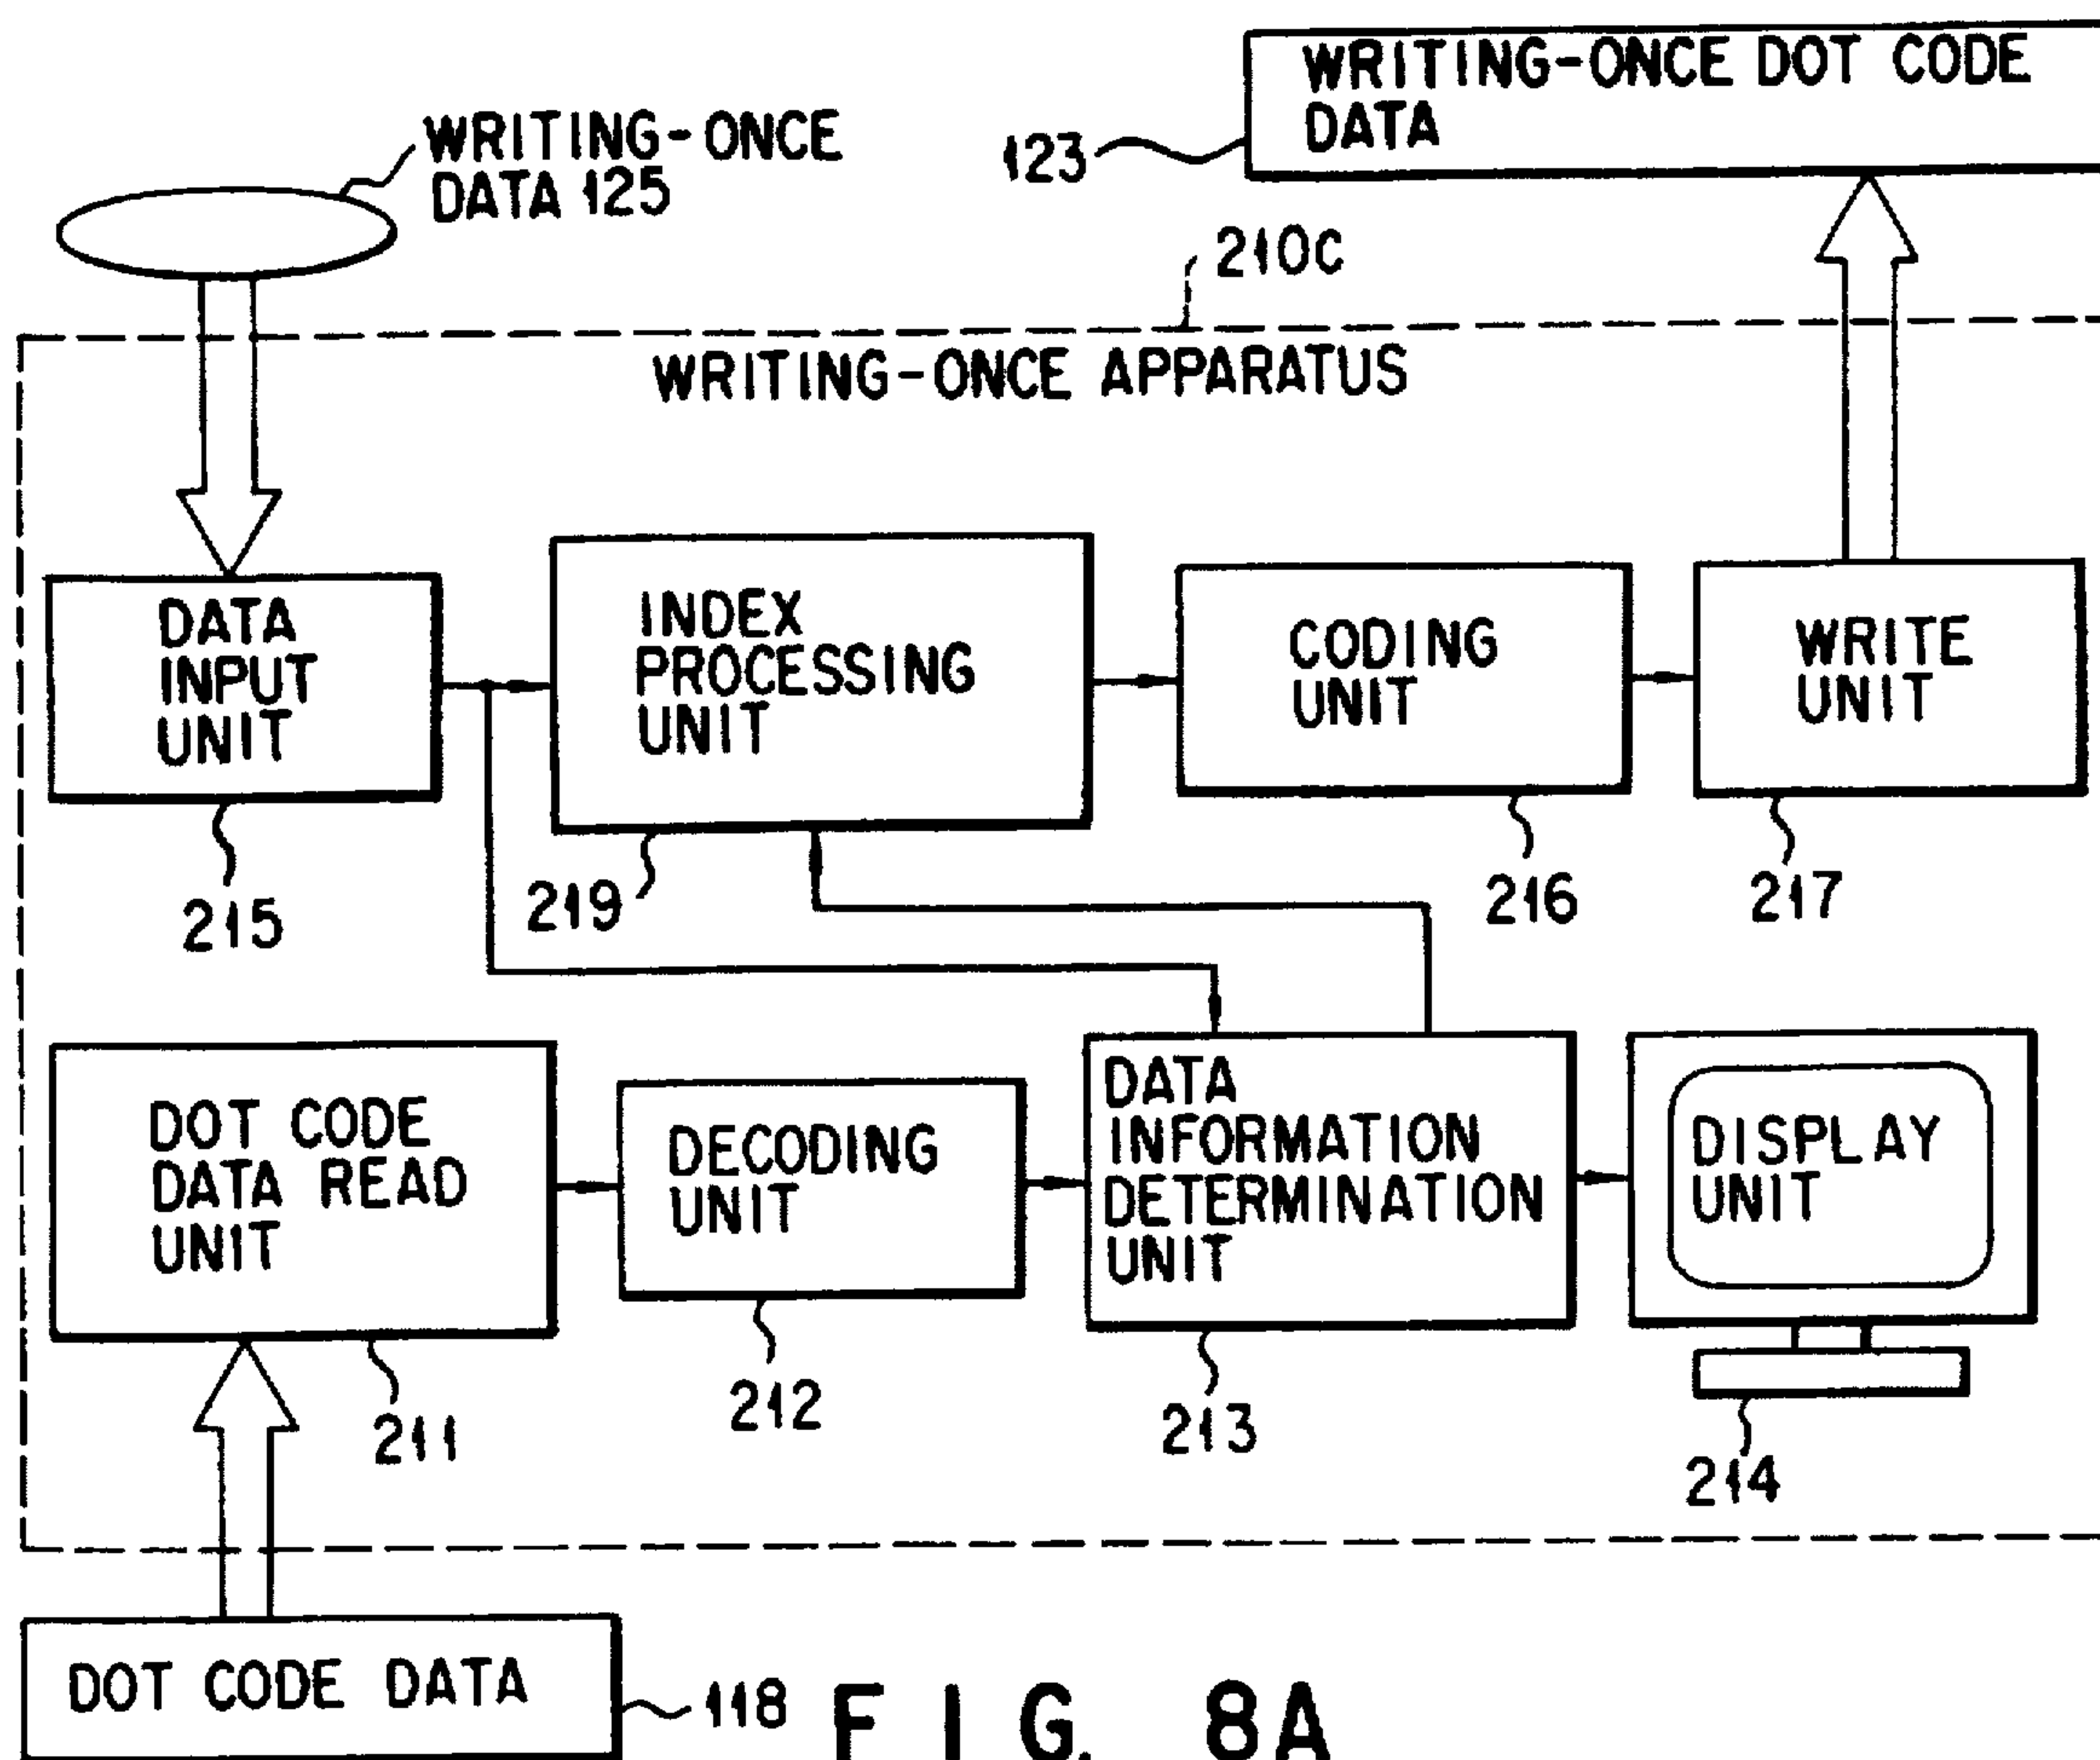 WRITING-ONCE DOT CODE
DATA
123
WRITING-ONCE
DATA 125
210C
WRITING-ONCE APPARATUS
DATA
INPUT
UNIT
215
INDEX
PROCESSING
UNIT
219
CODING
UNIT
216
WRITE
UNIT
217
DOT CODE
DATA READ
UNIT
211
DECODING
UNIT
212
DATA
INFORMATION
DETERMINATION
UNIT
213
DISPLAY
UNIT
214
DOT CODE DATA
118
FIG. 8A